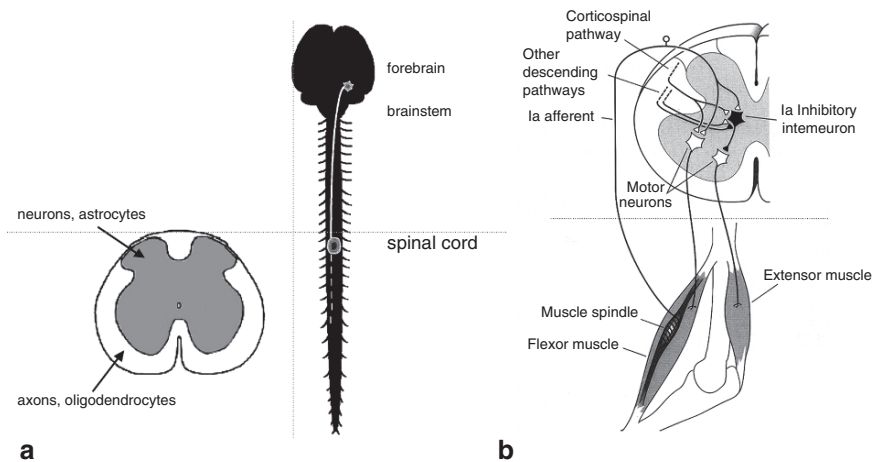 forebrain
brainstem
neurons, astrocytes
spinal cord
axons, oligodendrocytes
a
Corticospinal
pathway
Other
descending
pathways
Ia afferent
Ia Inhibitory
interneuron
Motor
neurons
Extensor muscle
Muscle spindle
Flexor muscle
b